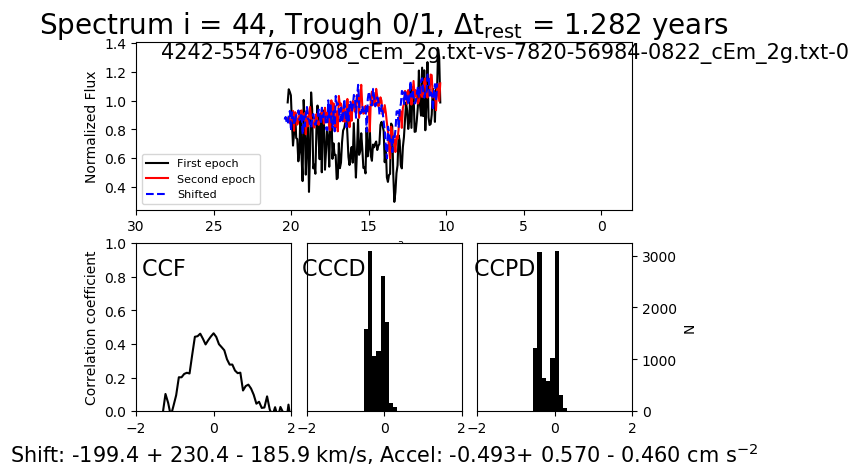 Spectrum i = 44, Trough 0/1, Δt_rest = 1.282 years
4242-55476-0908_cEm_2g.txt-vs-7820-56984-0822_cEm_2g.txt-0
Normalized Flux
1.4
1.2
1.0
0.8
0.6
0.4
First epoch
Second epoch
Shifted
30 25 20 15 10 5 0
Correlation coefficient
1.0
0.8
0.6
0.4
0.2
0.0
CCF
CCCD
CCPD
3000
2000
1000
0
N
−2 0 2
−2 0 2
−2 0 2
Shift: -199.4 + 230.4 - 185.9 km/s, Accel: -0.493+ 0.570 - 0.460 cm s⁻²